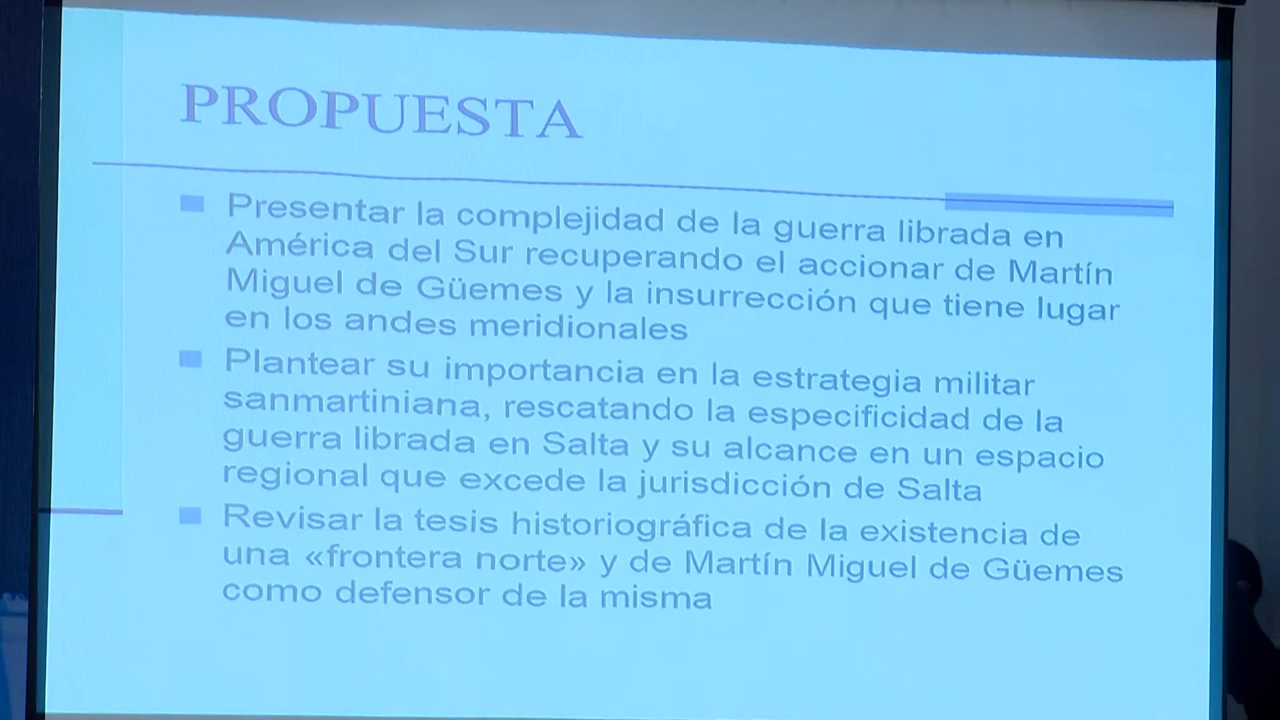 PROPUESTA
Presentar la complejidad de la guerra librada en
América del Sur recuperando el accionar de Martín
Miguel de Güemes y la insurrección que tiene lugar
en los andes meridionales
Plantear su importancia en la estrategia militar
sanmartiniana, rescatando la especificidad de la
guerra librada en Salta y su alcance en un espacio
regional que excede la jurisdicción de Salta
Revisar la tesis historiográfica de la existencia de
una «frontera norte» y de Martín Miguel de Güemes
como defensor de la misma